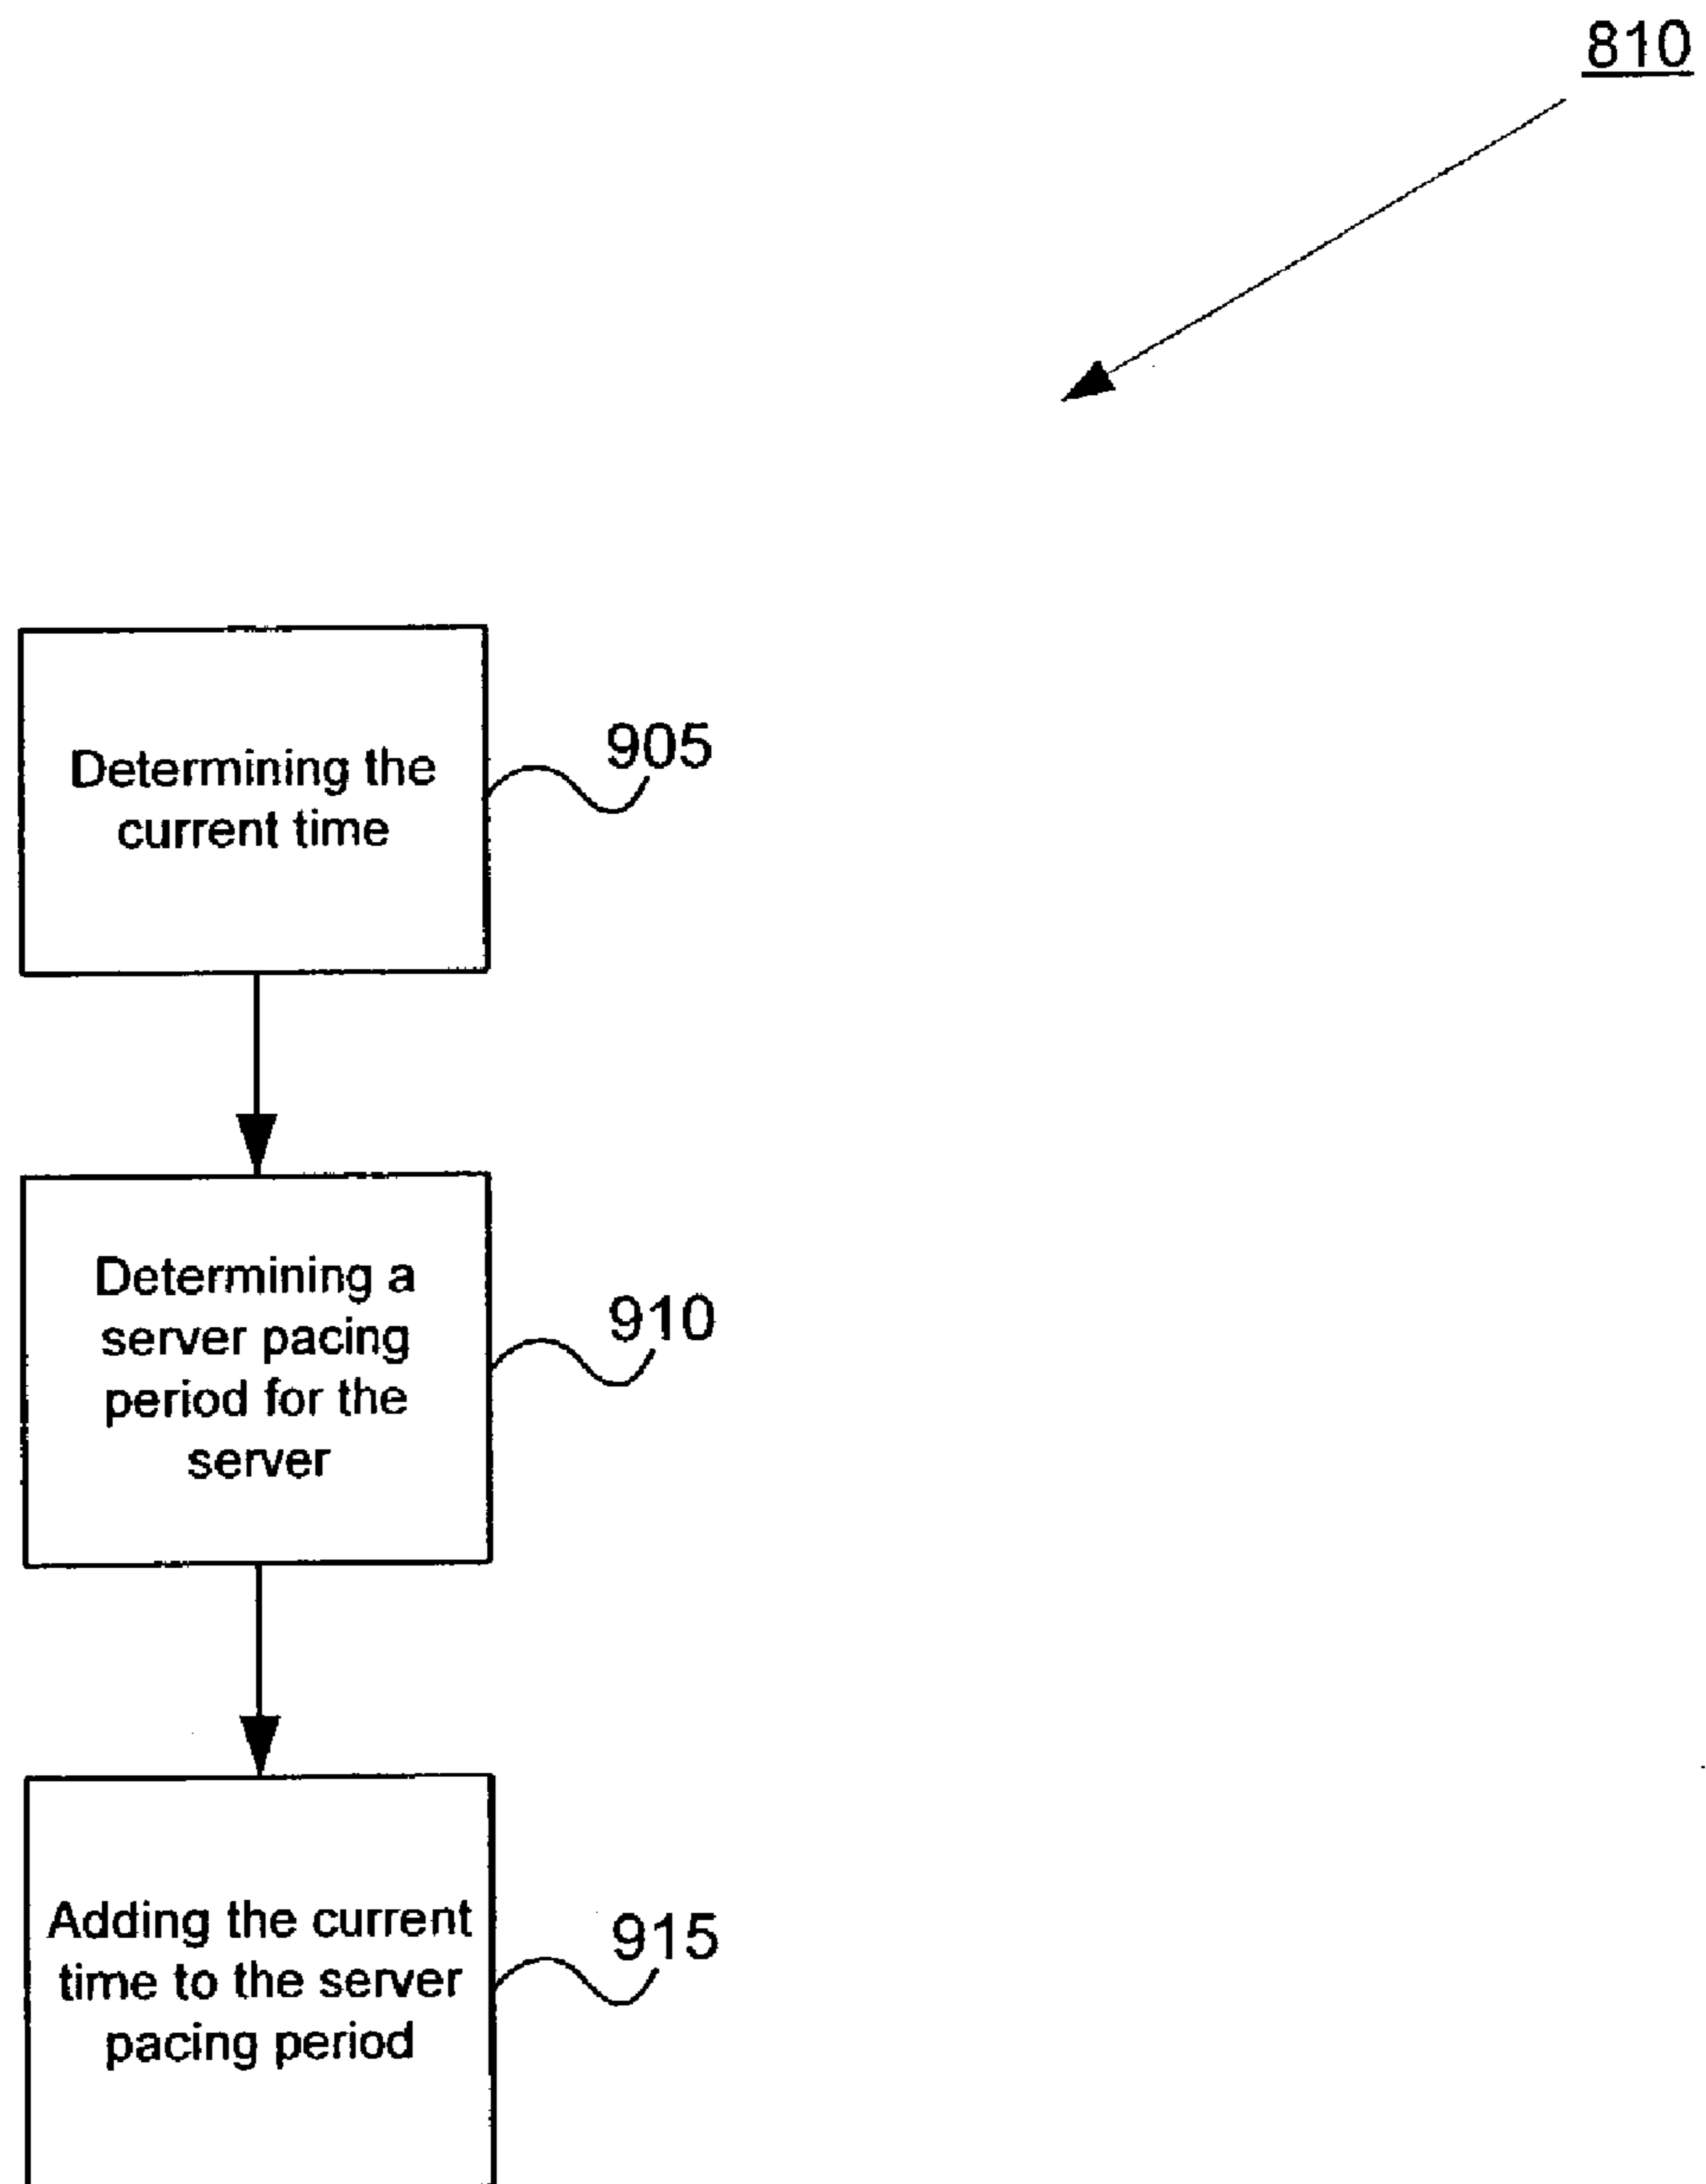 810
Determining the
current time
905
Determining a
server pacing
period for the
server
910
Adding the current
time to the server
pacing period
915